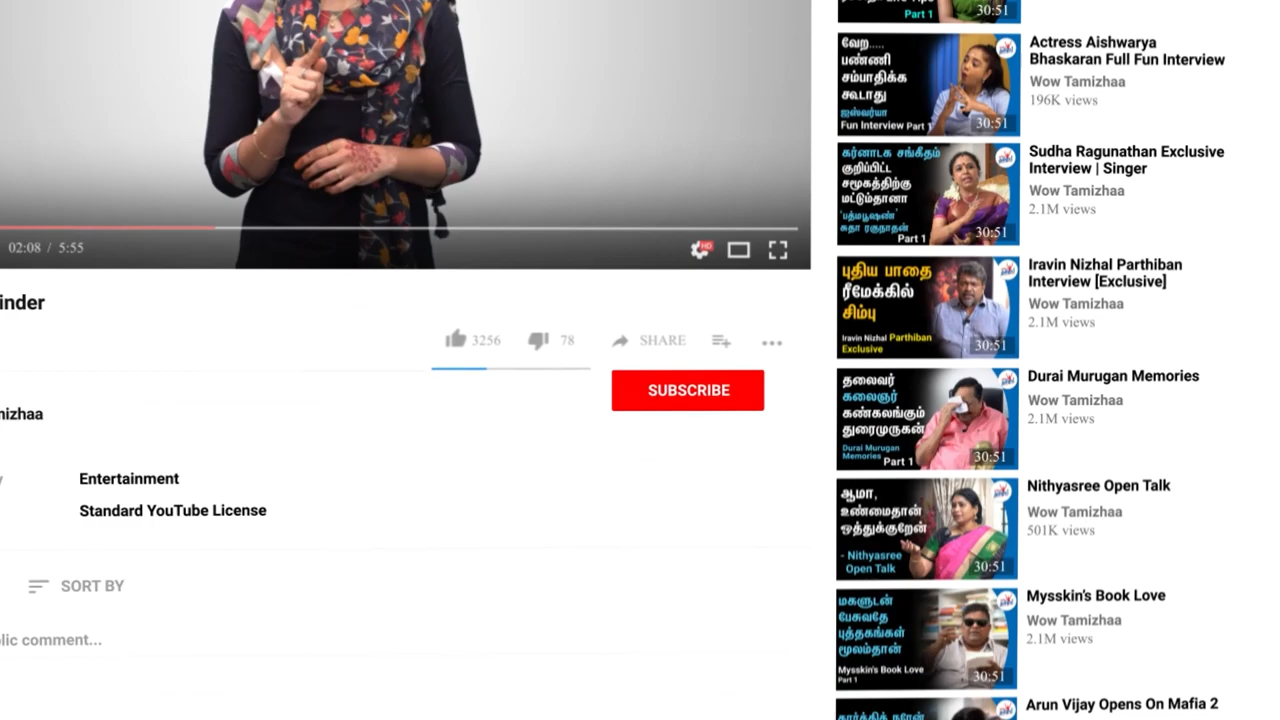 02:08 / 5:55
HD
inder
3256
78
SHARE
SUBSCRIBE
mizhaa
Entertainment
Standard YouTube License
SORT BY
lic comment...
Part 1
30:51
வேற.....
பண்ணி
சம்பாதிக்க
கூடாது
ஐஸ்வர்யா
Fun Interview Part 1
30:51
Actress Aishwarya
Bhaskaran Full Fun Interview
Wow Tamizhaa
196K views
கர்னாடக சங்கீதம்
குறிப்பிட்ட
சமூகத்திற்கு
மட்டும்தானா
'பத்மபூஷண்'
சுதா ரகுநாதன்
Part 1
30:51
Sudha Ragunathan Exclusive
Interview | Singer
Wow Tamizhaa
2.1M views
புதிய பாதை
ரீமேக்கில்
சிம்பு
Iravin Nizhal Parthiban
Exclusive
30:51
Iravin Nizhal Parthiban
Interview [Exclusive]
Wow Tamizhaa
2.1M views
தலைவர்
கலைஞர்
கண்கலங்கும்
துரைமுருகன்
Durai Murugan
Memories Part 1
30:51
Durai Murugan Memories
Wow Tamizhaa
2.1M views
ஆமா,
உண்மைதான்
ஒத்துக்குறேன்
- Nithyasree
Open Talk
30:51
Nithyasree Open Talk
Wow Tamizhaa
501K views
மகளுடன்
பேசுவதே
புத்தகங்கள்
மூலம்தான்
Mysskin's Book Love
Part 1
30:51
Mysskin's Book Love
Wow Tamizhaa
2.1M views
கார்த்திக் நரேன்
Arun Vijay Opens On Mafia 2